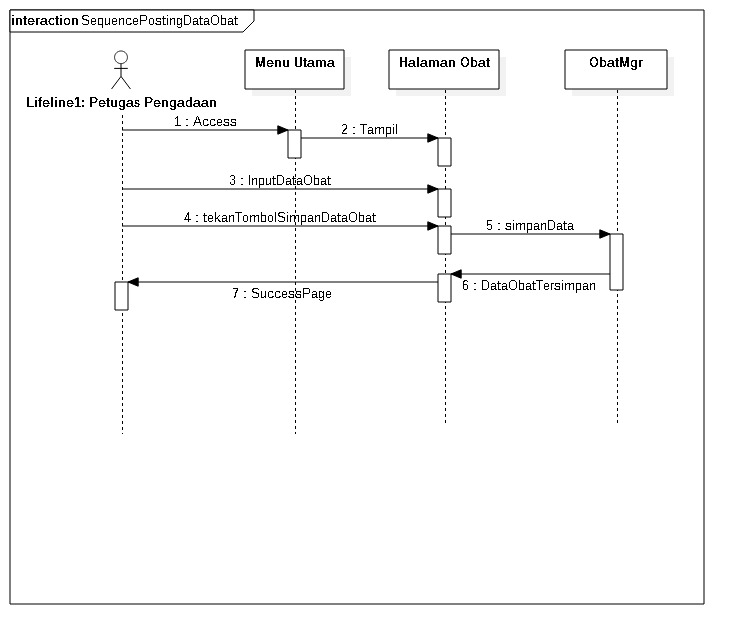 interaction SequencePostingDataObat
Menu Utama
Halaman Obat
ObatMgr
Lifeline1: Petugas Pengadaan
1 : Access
2 : Tampil
3 : InputDataObat
4 : tekanTombolSimpanDataObat
5 : simpanData
6 : DataObatTersimpan
7 : SuccessPage